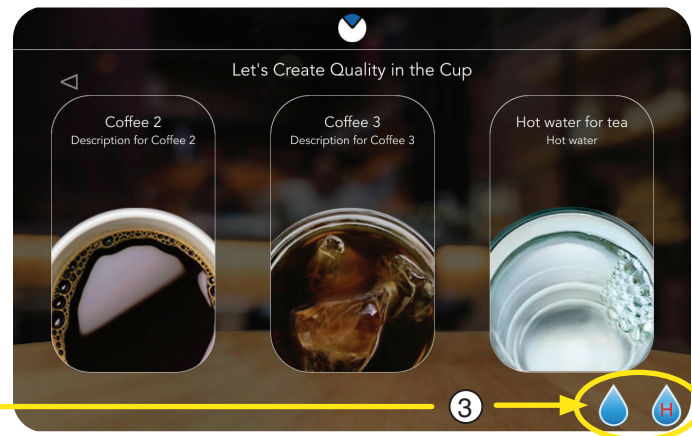 Let's Create Quality in the Cup
Coffee 2
Description for Coffee 2
Coffee 3
Description for Coffee 3
Hot water for tea
Hot water
3
H